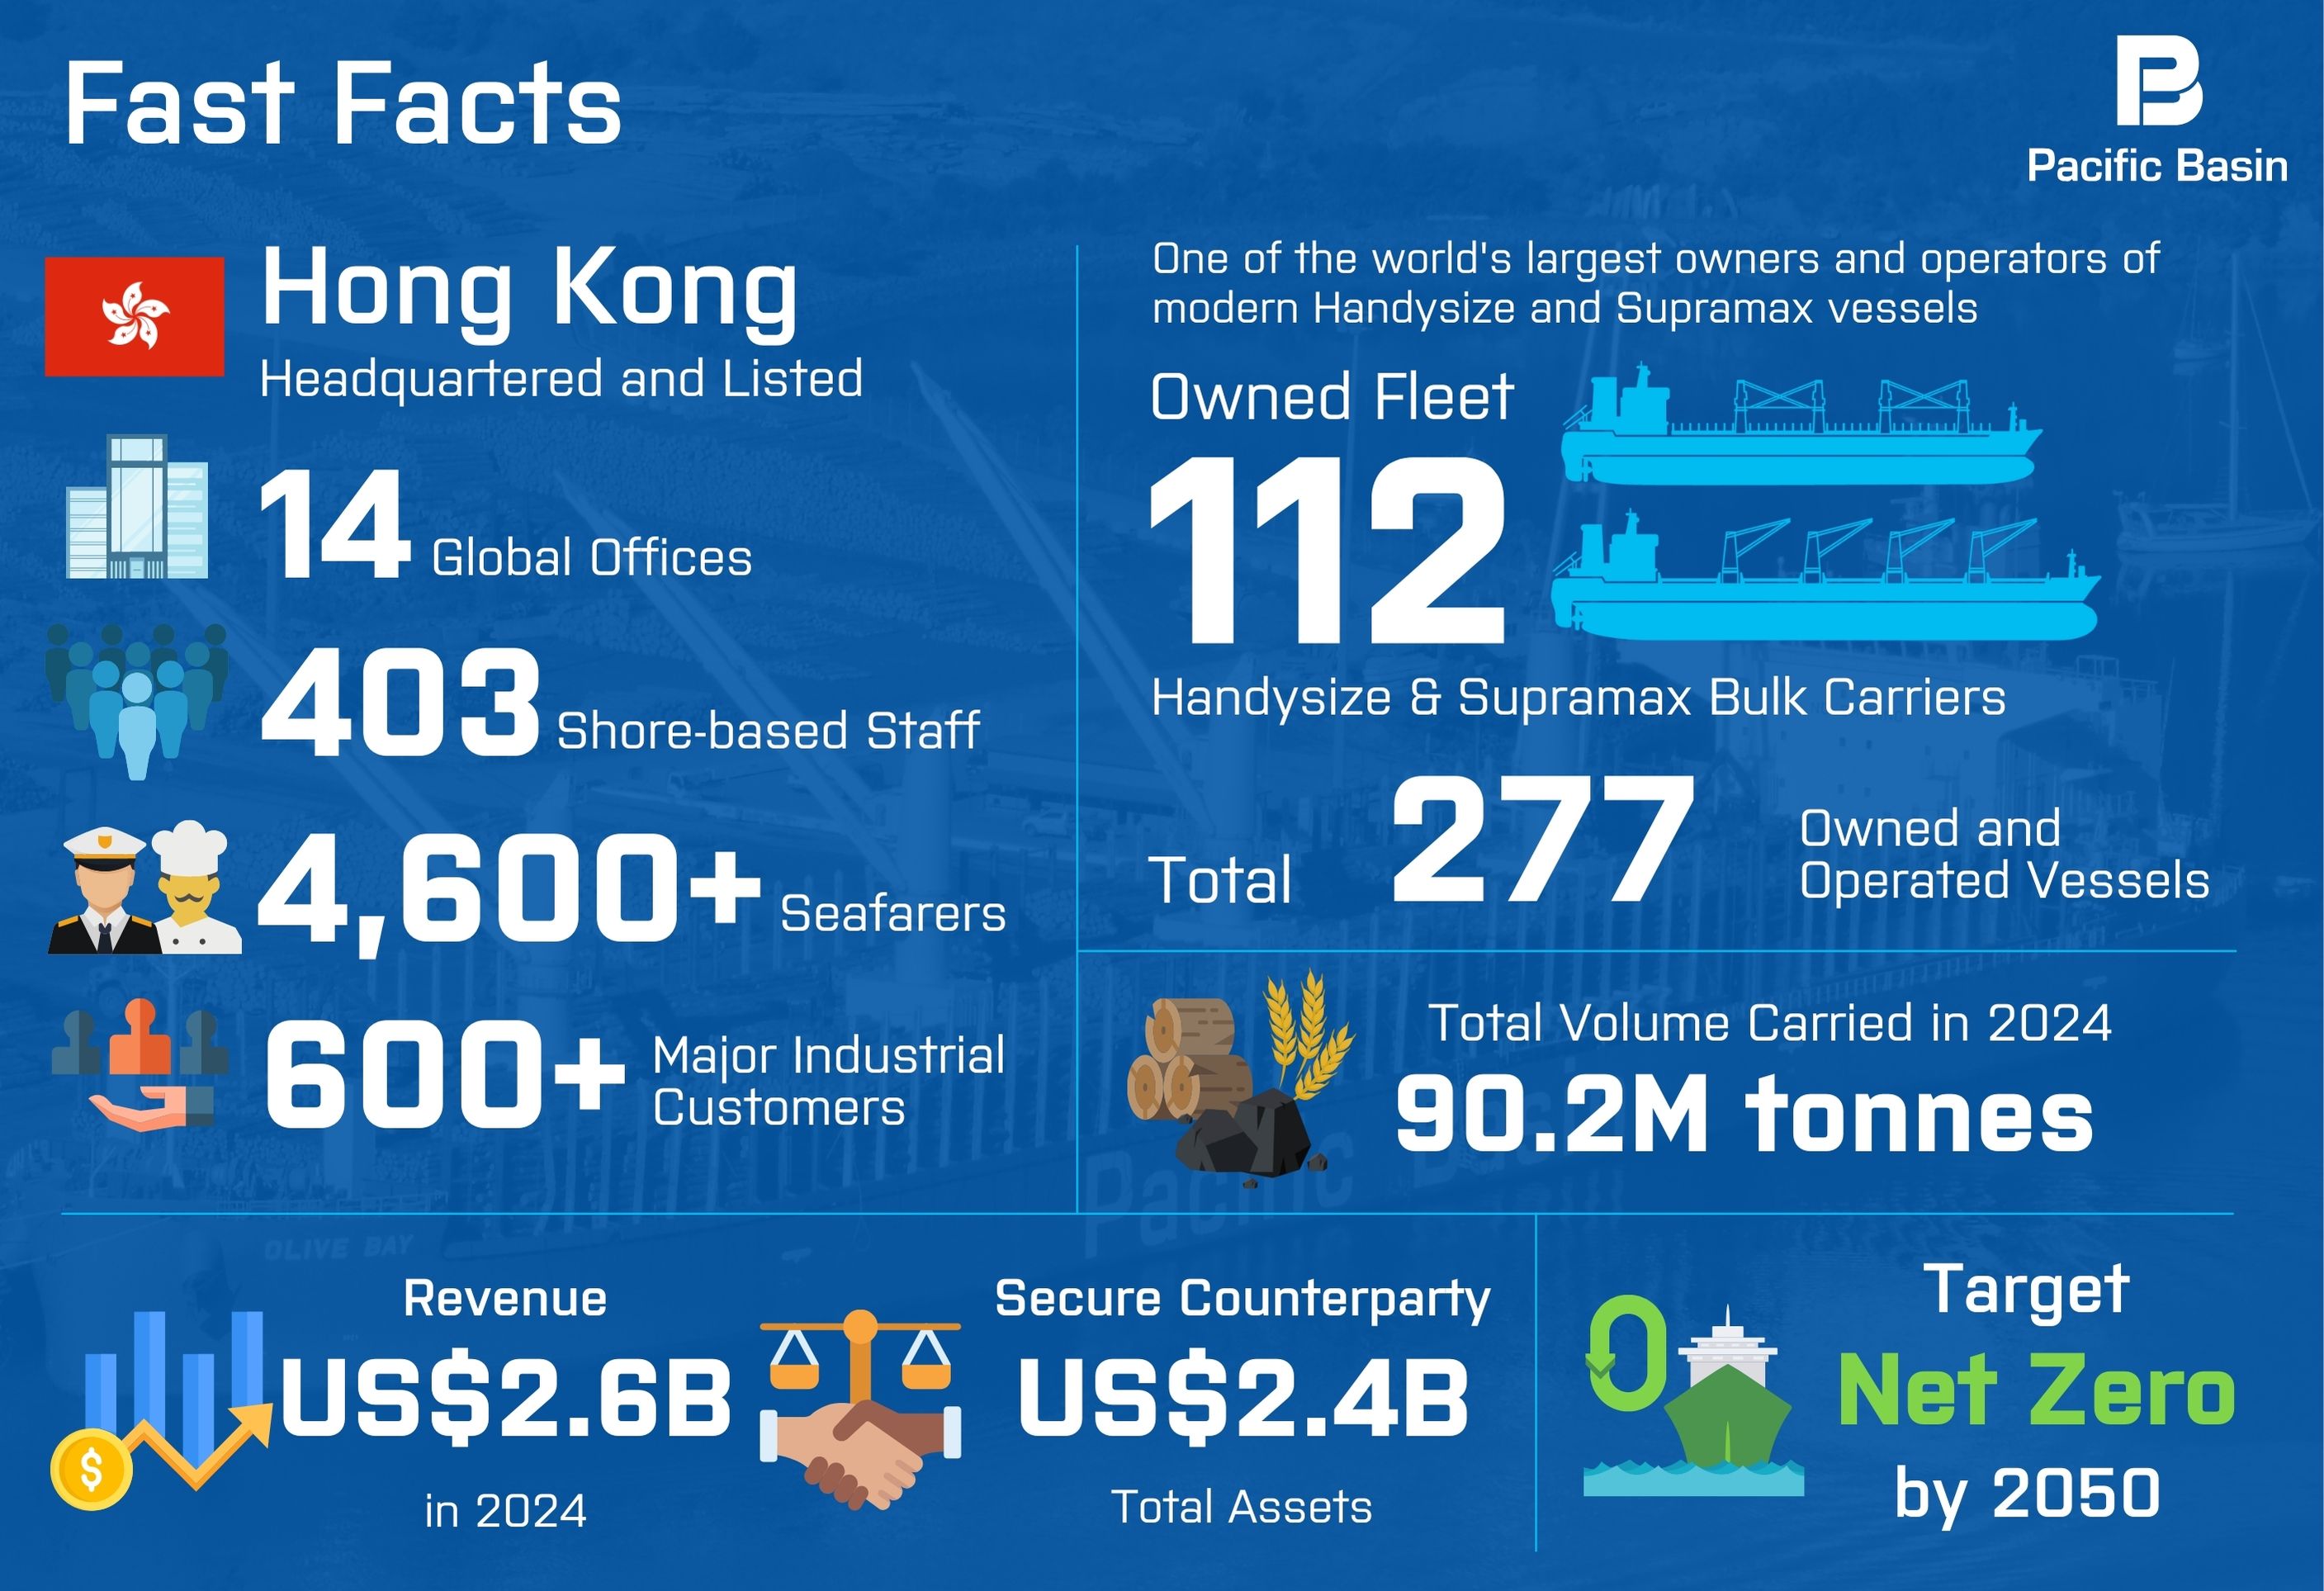 Fast Facts
Pacific Basin
Hong Kong
Headquartered and Listed
14 Global Offices
403 Shore-based Staff
4,600+ Seafarers
600+ Major Industrial
Customers
One of the world's largest owners and operators of
modern Handysize and Supramax vessels
Owned Fleet
112
Handysize & Supramax Bulk Carriers
Total 277 Owned and
Operated Vessels
Total Volume Carried in 2024
90.2M tonnes
Pacific Basin
OLIVE BAY
Revenue
US$2.6B
in 2024
$
Secure Counterparty
US$2.4B
Total Assets
Target
Net Zero
by 2050